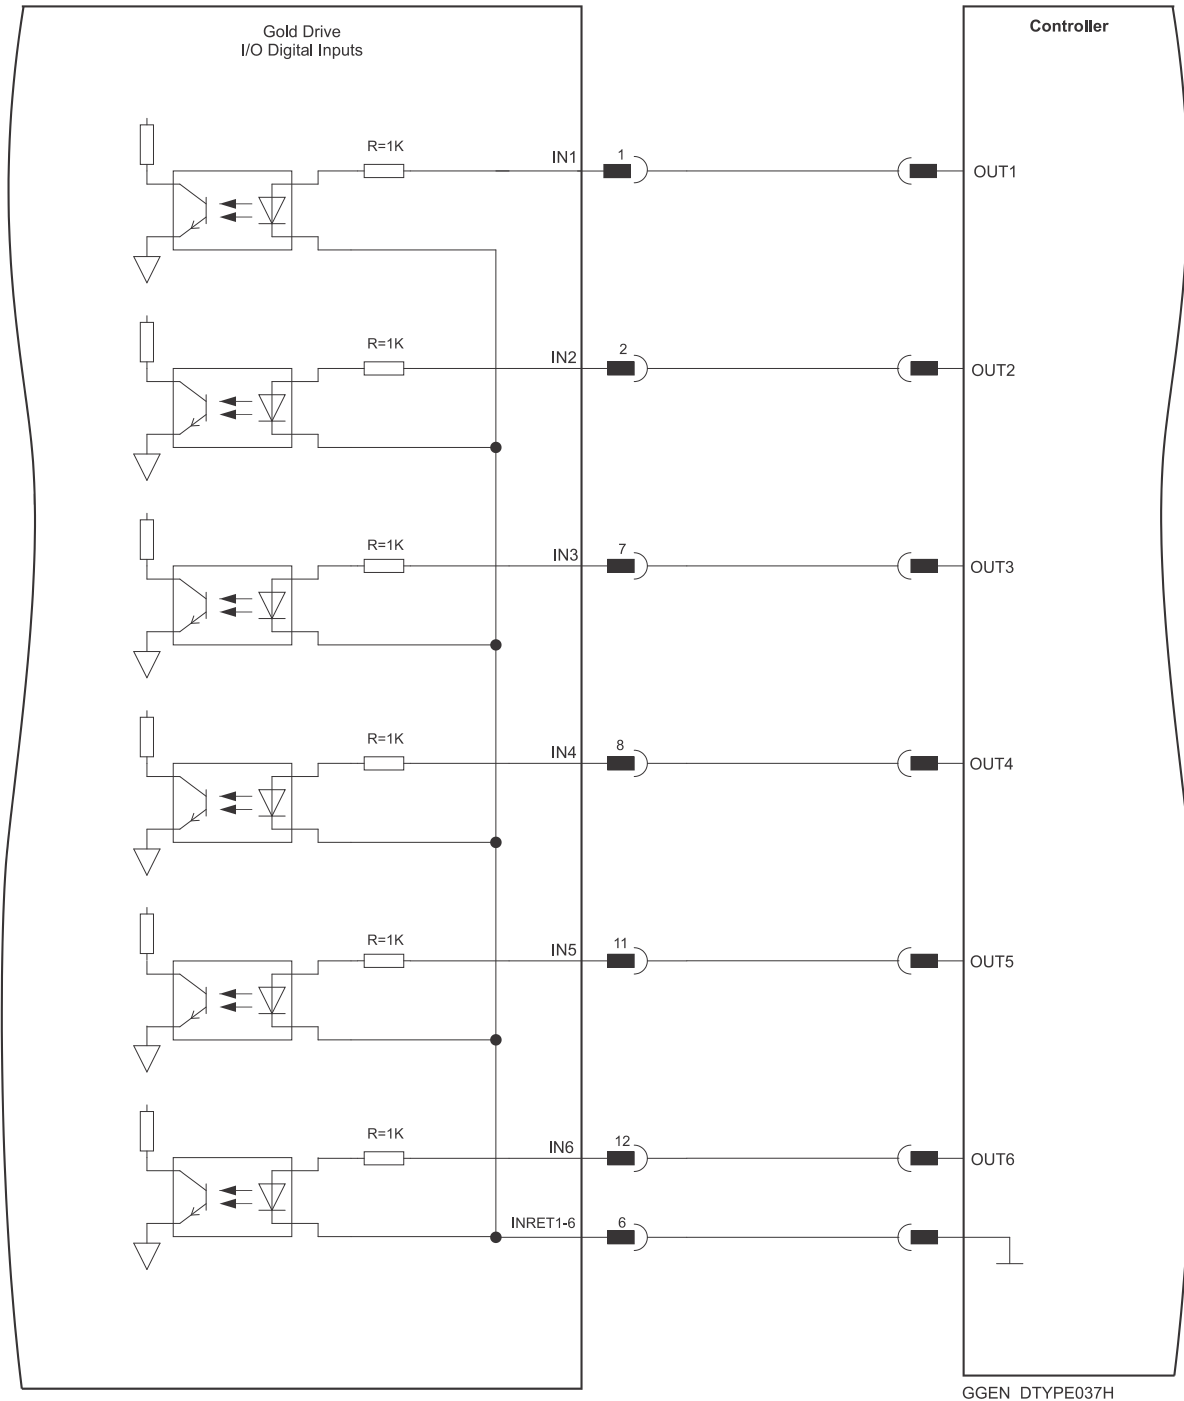 Gold Drive
I/O Digital Inputs
Controller
R=1K
IN1
1
OUT1
R=1K
IN2
2
OUT2
R=1K
IN3
7
OUT3
R=1K
IN4
8
OUT4
R=1K
IN5
11
OUT5
R=1K
IN6
12
OUT6
INRET1-6
6
GGEN DTYPE037H